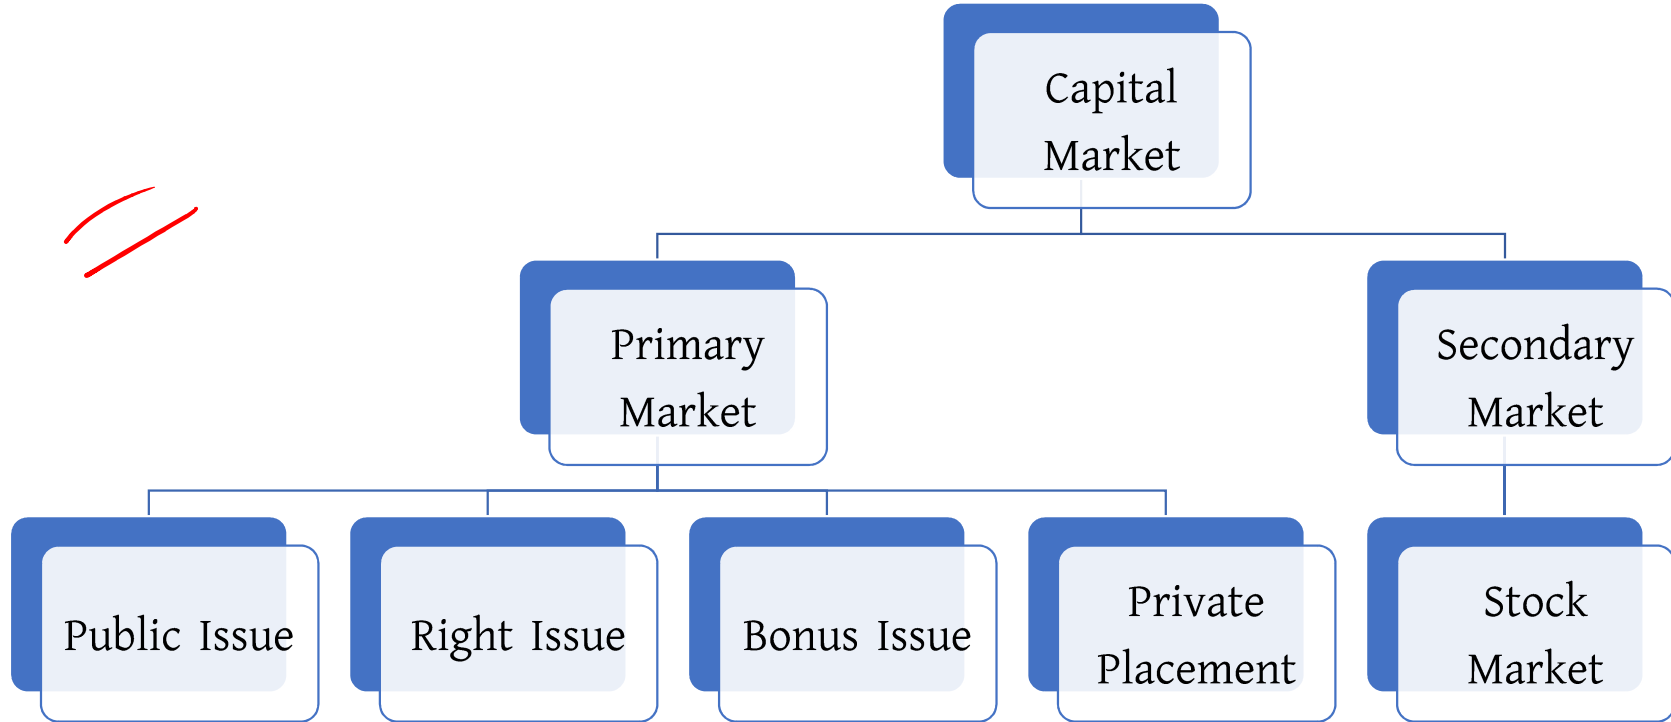 Capital
Market
Primary
Market
Secondary
Market
Public Issue
Right Issue
Bonus Issue
Private
Placement
Stock
Market